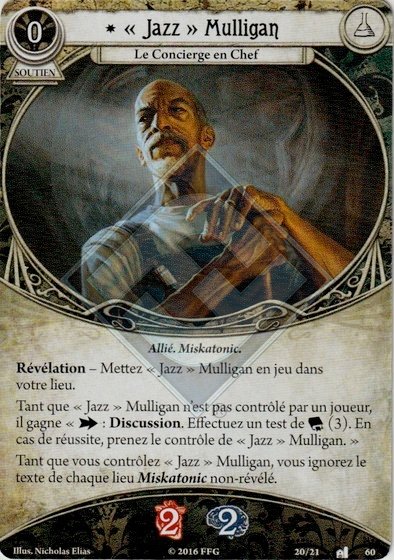 0
« Jazz » Mulligan
SOUTIEN
Le Concierge en Chef
Allié. Miskatonic.
Révélation – Mettez « Jazz » Mulligan en jeu dans
votre lieu.
Tant que « Jazz » Mulligan n'est pas contrôlé par un joueur,
il gagne « : Discussion. Effectuez un test de (3). En
cas de réussite, prenez le contrôle de « Jazz » Mulligan. »
Tant que vous contrôlez « Jazz » Mulligan, vous ignorez le
texte de chaque lieu Miskatonic non-révélé.
2 2
Illus. Nicholas Elias © 2016 FFG 20/21 60